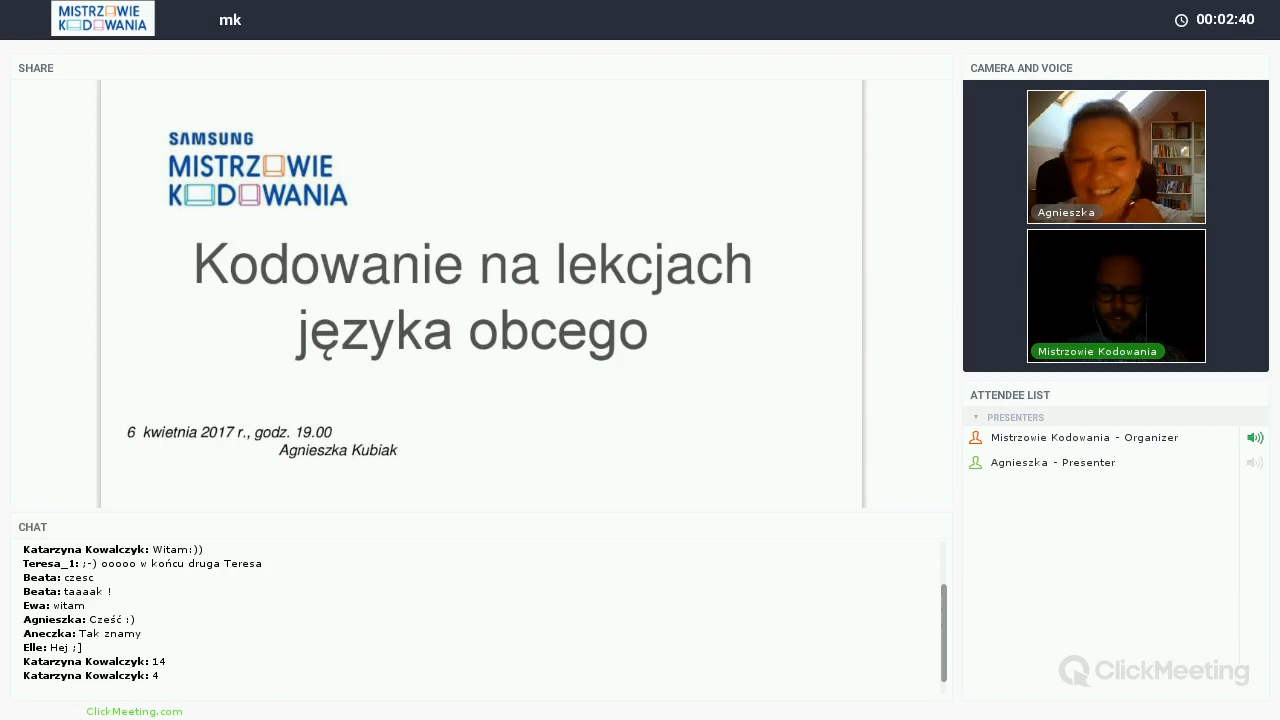 MISTRZOWIE
KODOWANIA
mk
00:02:40
SHARE
SAMSUNG
MISTRZOWIE
KODOWANIA
Kodowanie na lekcjach
języka obcego
6 kwietnia 2017 r., godz. 19.00
Agnieszka Kubiak
CAMERA AND VOICE
Agnieszka
Mistrzowie Kodowania
ATTENDEE LIST
PRESENTERS
Mistrzowie Kodowania - Organizer
Agnieszka - Presenter
CHAT
Katarzyna Kowalczyk: Witam:))
Teresa_1: ;-) ooooo w końcu druga Teresa
Beata: czesc
Beata: taaaak !
Ewa: witam
Agnieszka: Cześć :)
Aneczka: Tak znamy
Elle: Hej ;]
Katarzyna Kowalczyk: 14
Katarzyna Kowalczyk: 4
ClickMeeting
ClickMeeting.com